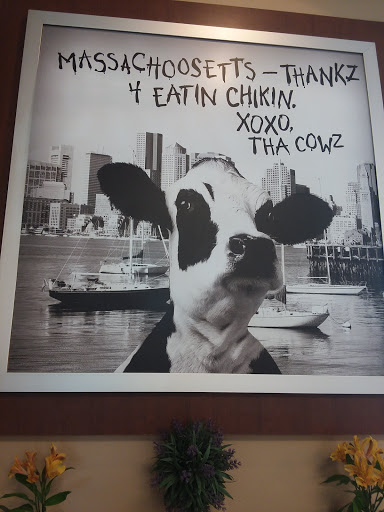 MASSACHOOSETTS – THANKZ
4 EATIN CHIKIN.
XOXO,
THA COWZ